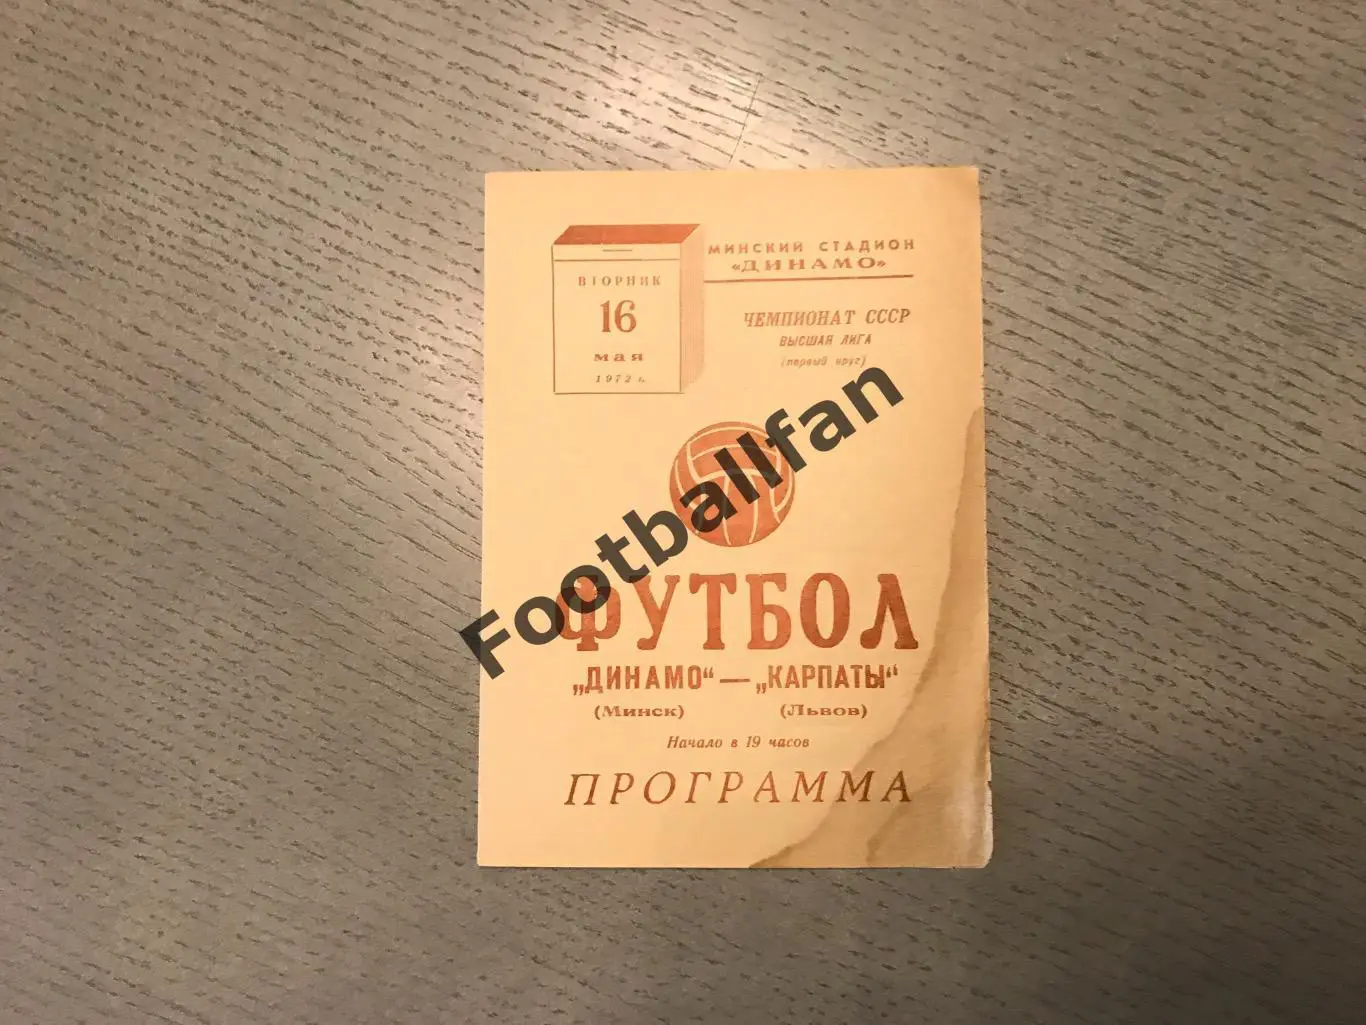 МИНСКИЙ СТАДИОН
«ДИНАМО»
ВТОРНИК
16
мая
1972 г.
ЧЕМПИОНАТ СССР
ВЫСШАЯ ЛИГА
(первый круг)
Footballfan
ФУТБОЛ
„ДИНАМО“ — „КАРПАТЫ“
(Минск) (Львов)
Начало в 19 часов
ПРОГРАММА